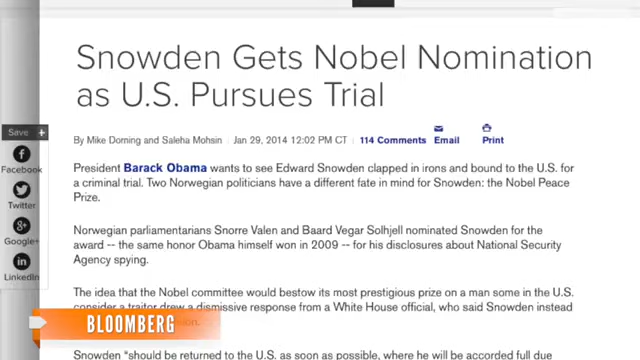 Snowden Gets Nobel Nomination
as U.S. Pursues Trial
Save +
By Mike Dorning and Saleha Mohsin | Jan 29, 2014 12:02 PM CT | 114 Comments Email Print
Facebook
Twitter
Google+
LinkedIn
President Barack Obama wants to see Edward Snowden clapped in irons and bound to the U.S. for
a criminal trial. Two Norwegian politicians have a different fate in mind for Snowden: the Nobel Peace
Prize.
Norwegian parliamentarians Snorre Valen and Baard Vegar Solhjell nominated Snowden for the
award -- the same honor Obama himself won in 2009 -- for his disclosures about National Security
Agency spying.
The idea that the Nobel committee would bestow its most prestigious prize on a man some in the U.S.
consider a traitor drew a dismissive response from a White House official, who said Snowden instead
BLOOMBERG
Snowden “should be returned to the U.S. as soon as possible, where he will be accorded full due